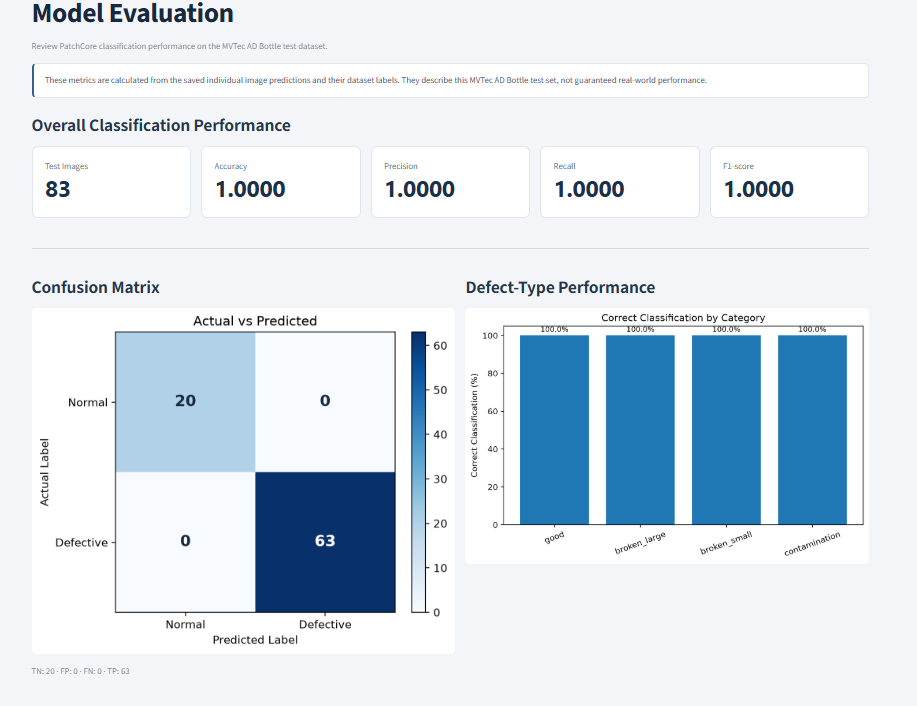 Model Evaluation
Review PatchCore classification performance on the MVTec AD Bottle test dataset.
These metrics are calculated from the saved individual image predictions and their dataset labels. They describe this MVTec AD Bottle test set, not guaranteed real-world performance.
Overall Classification Performance
Test Images
83
Accuracy
1.0000
Precision
1.0000
Recall
1.0000
F1-score
1.0000
Confusion Matrix
Actual vs Predicted
Actual Label
Normal
Defective
20
0
0
63
Normal
Defective
Predicted Label
60
50
40
30
20
10
0
TN: 20 · FP: 0 · FN: 0 · TP: 63
Defect-Type Performance
Correct Classification by Category
Correct Classification (%)
100
80
60
40
20
0
100.0%
100.0%
100.0%
100.0%
good
broken_large
broken_small
contamination